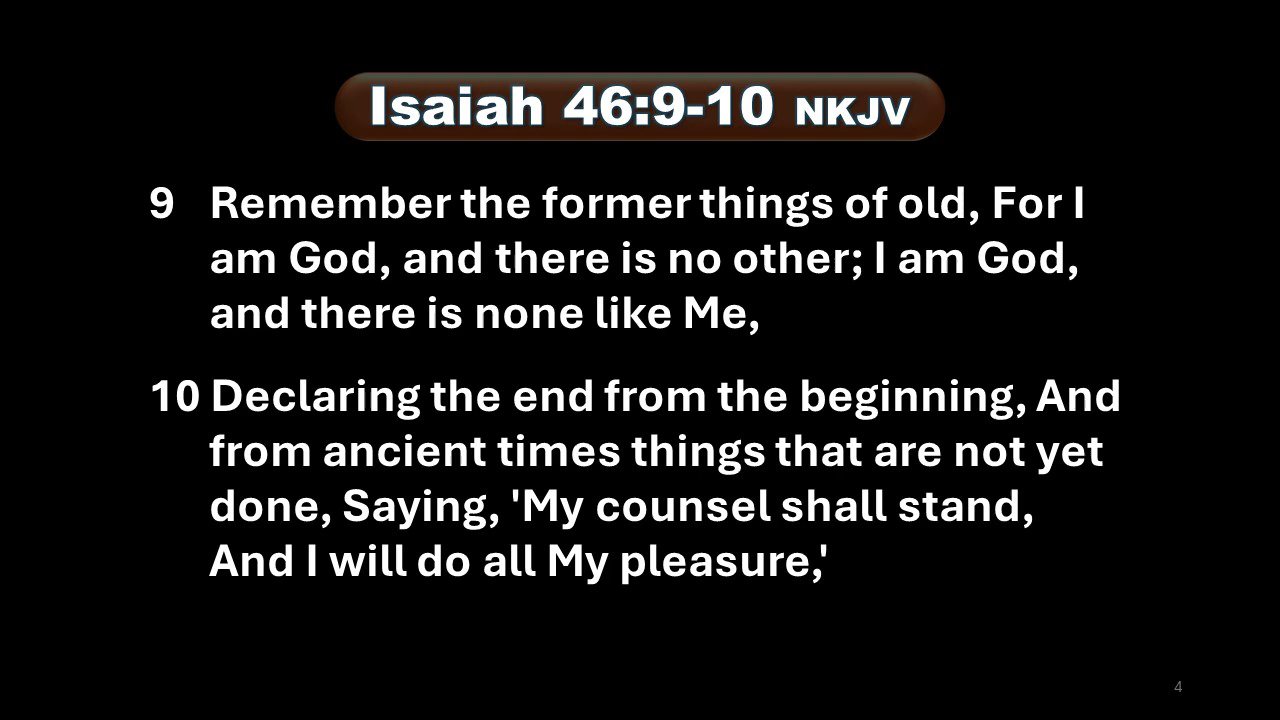 Isaiah 46:9-10 NKJV
9 Remember the former things of old, For I
am God, and there is no other; I am God,
and there is none like Me,
10 Declaring the end from the beginning, And
from ancient times things that are not yet
done, Saying, 'My counsel shall stand,
And I will do all My pleasure,'
4